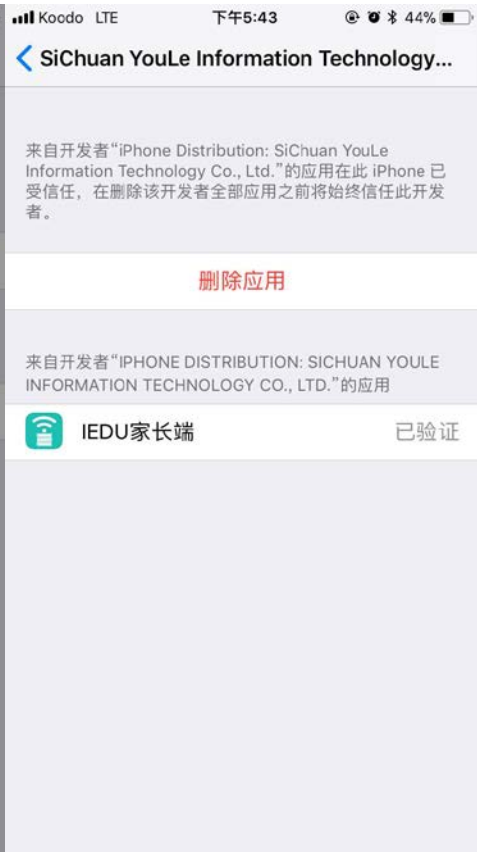 Koodo LTE 下午5:43 44%
SiChuan YouLe Information Technology...
来自开发者“iPhone Distribution: SiChuan YouLe
Information Technology Co., Ltd.”的应用在此 iPhone 已
受信任，在删除该开发者全部应用之前将始终信任此开发
者。
删除应用
来自开发者“IPHONE DISTRIBUTION: SICHUAN YOULE
INFORMATION TECHNOLOGY CO., LTD.”的应用
IEDU家长端 已验证